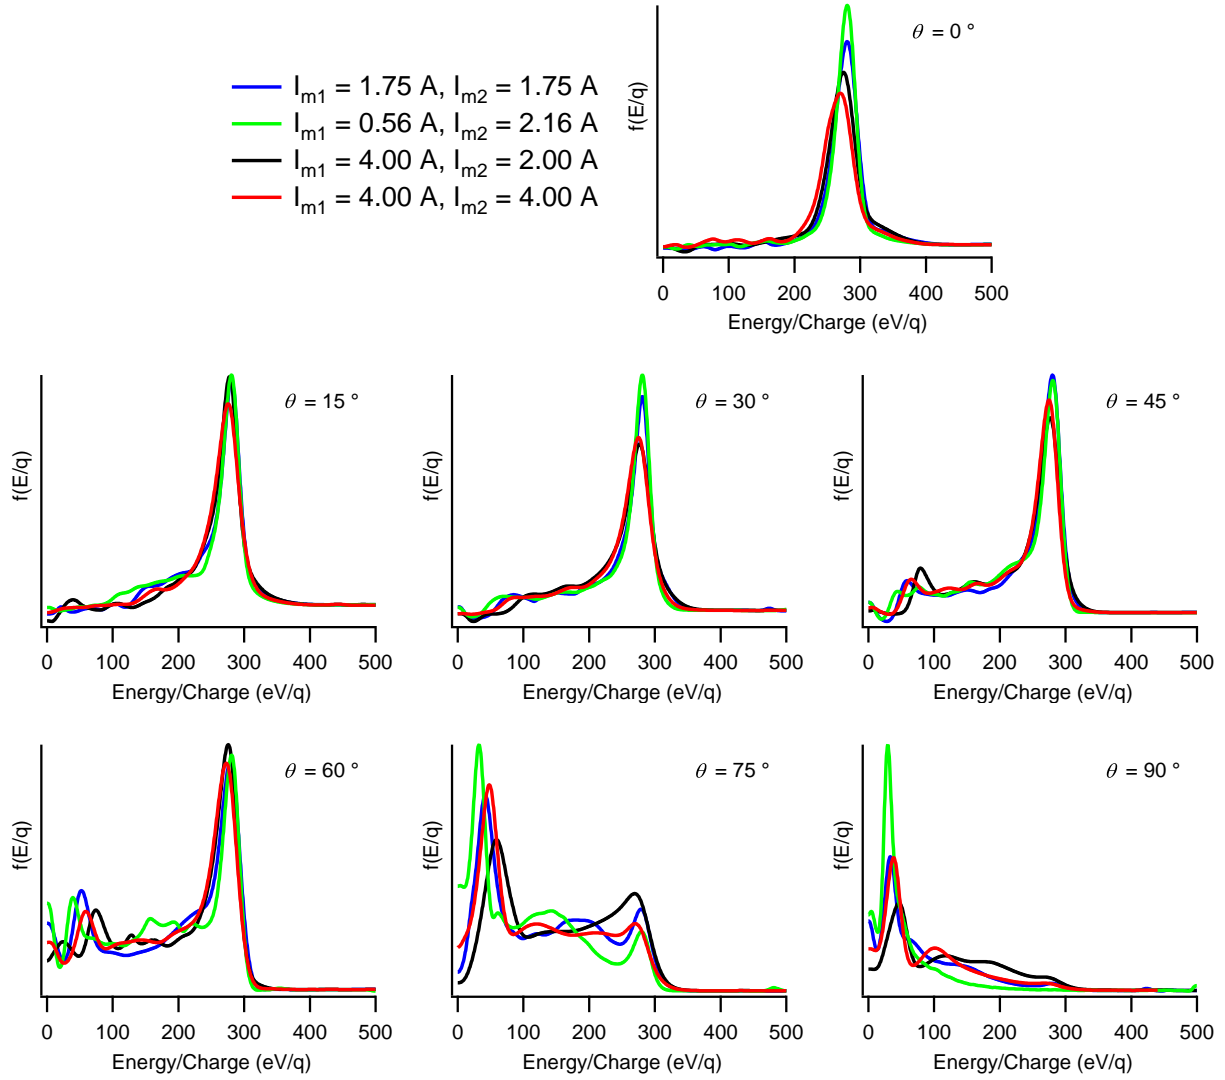 θ = 0 °
I_m1 = 1.75 A, I_m2 = 1.75 A
I_m1 = 0.56 A, I_m2 = 2.16 A
I_m1 = 4.00 A, I_m2 = 2.00 A
I_m1 = 4.00 A, I_m2 = 4.00 A
f(E/q)
0 100 200 300 400 500
Energy/Charge (eV/q)
θ = 15 °
θ = 30 °
θ = 45 °
f(E/q)
f(E/q)
f(E/q)
0 100 200 300 400 500
0 100 200 300 400 500
0 100 200 300 400 500
Energy/Charge (eV/q)
Energy/Charge (eV/q)
Energy/Charge (eV/q)
θ = 60 °
θ = 75 °
θ = 90 °
f(E/q)
f(E/q)
f(E/q)
0 100 200 300 400 500
0 100 200 300 400 500
0 100 200 300 400 500
Energy/Charge (eV/q)
Energy/Charge (eV/q)
Energy/Charge (eV/q)